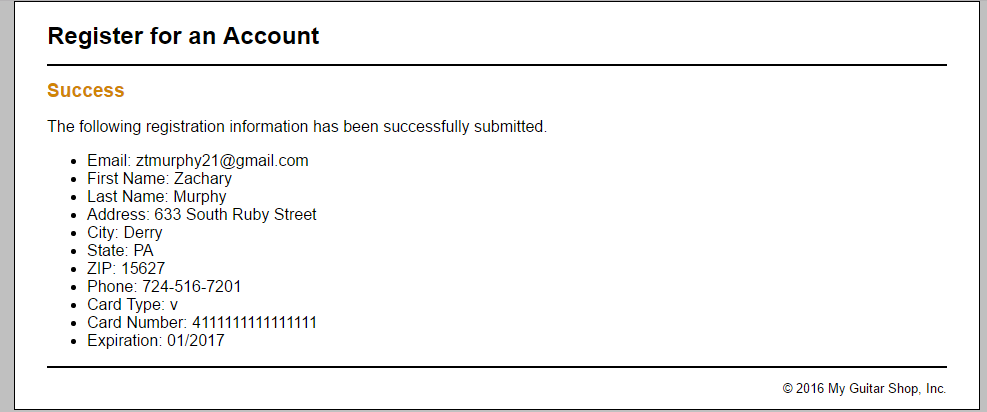 Register for an Account
Success
The following registration information has been successfully submitted.
Email: ztmurphy21@gmail.com
First Name: Zachary
Last Name: Murphy
Address: 633 South Ruby Street
City: Derry
State: PA
ZIP: 15627
Phone: 724-516-7201
Card Type: v
Card Number: 4111111111111111
Expiration: 01/2017
© 2016 My Guitar Shop, Inc.